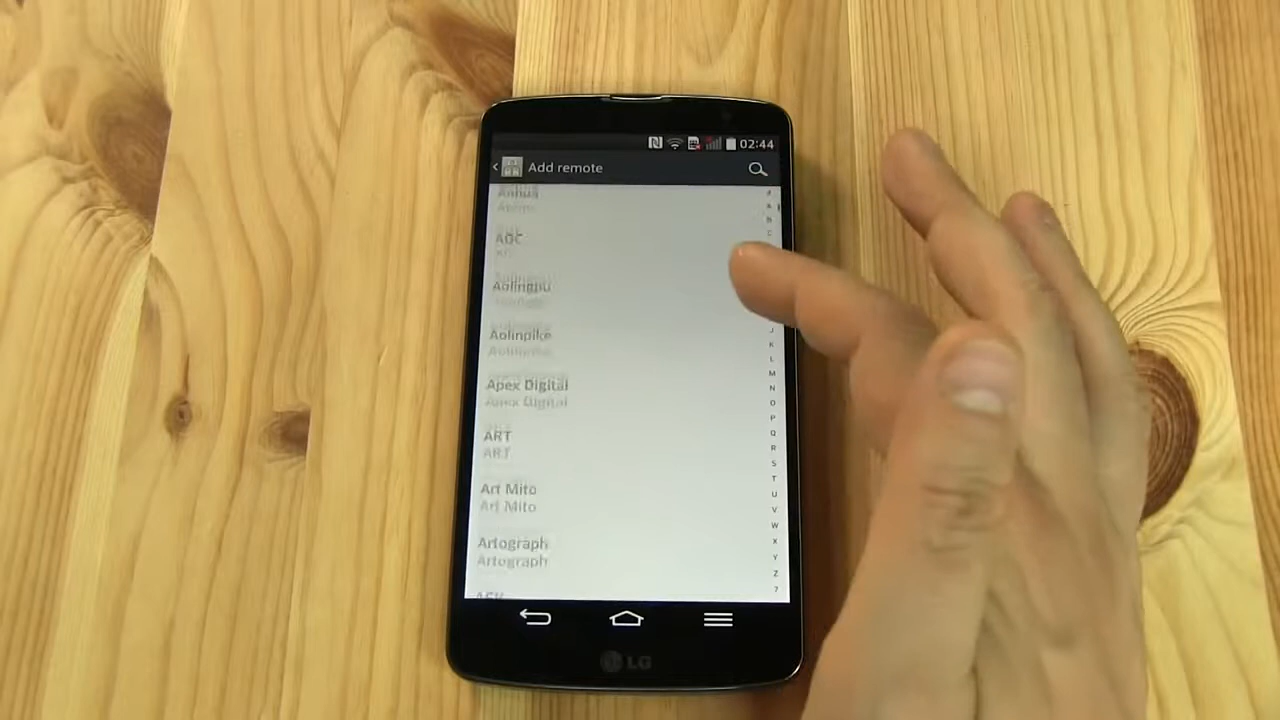 02:44
Add remote
Anhua
AOC
Aolingpu
Aolinpike
Apex Digital
Apex Digital
ART
ART
Art Mito
Art Mito
Artograph
Artograph
#
A
B
C
J
K
L
M
N
O
P
Q
R
S
T
U
V
W
X
Y
Z
LG